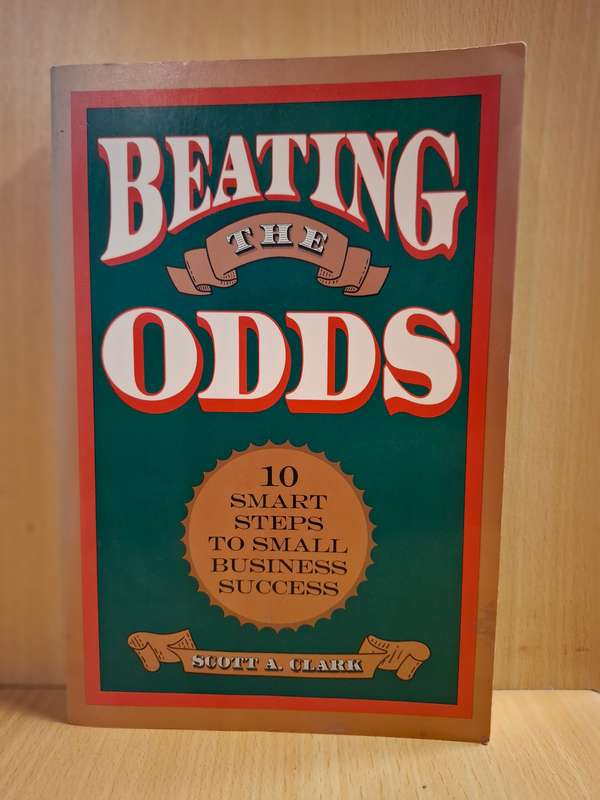 BEATING
THE
ODDS
10
SMART
STEPS
TO SMALL
BUSINESS
SUCCESS
SCOTT A. CLARK